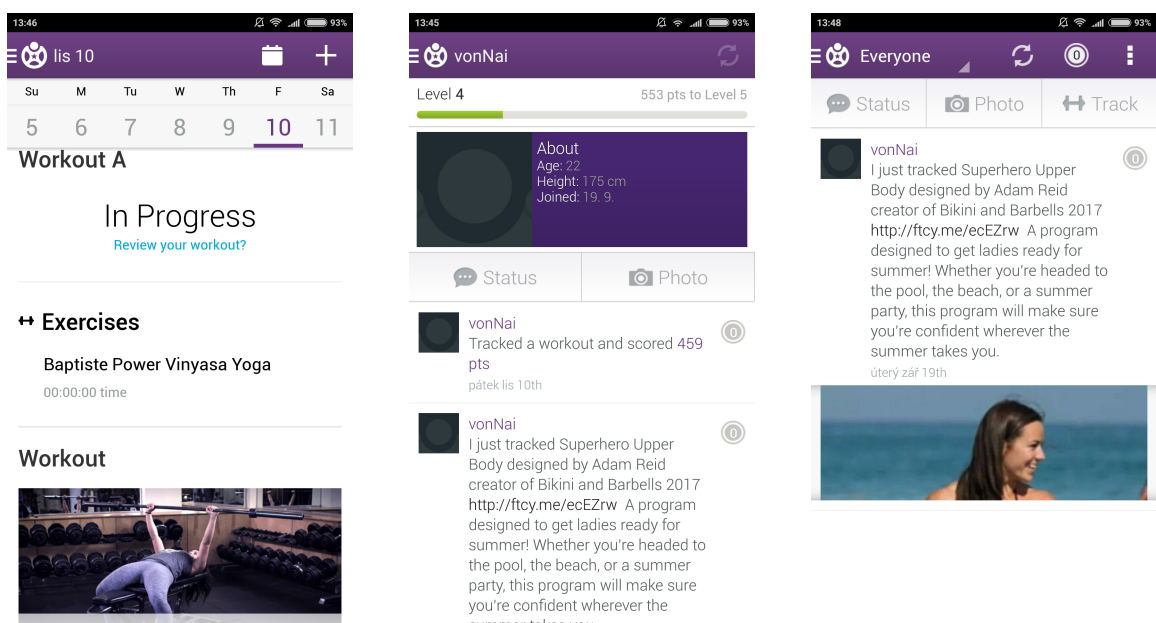 13:46
93%
lis 10
Su M Tu W Th F Sa
5 6 7 8 9 10 11
Workout A
In Progress
Review your workout?
Exercises
Baptiste Power Vinyasa Yoga
00:00:00 time
Workout
13:45
93%
vonNai
Level 4
553 pts to Level 5
About
Age: 22
Height: 175 cm
Joined: 19. 9.
Status
Photo
vonNai
0
Tracked a workout and scored 459
pts
pátek lis 10th
vonNai
0
I just tracked Superhero Upper
Body designed by Adam Reid
creator of Bikini and Barbells 2017
http://ftcy.me/ecEZrw A program
designed to get ladies ready for
summer! Whether you're headed to
the pool, the beach, or a summer
party, this program will make sure
you're confident wherever the
summer takes you.
13:48
93%
Everyone
0
Status
Photo
Track
vonNai
0
I just tracked Superhero Upper
Body designed by Adam Reid
creator of Bikini and Barbells 2017
http://ftcy.me/ecEZrw A program
designed to get ladies ready for
summer! Whether you're headed to
the pool, the beach, or a summer
party, this program will make sure
you're confident wherever the
summer takes you.
úterý zář 19th